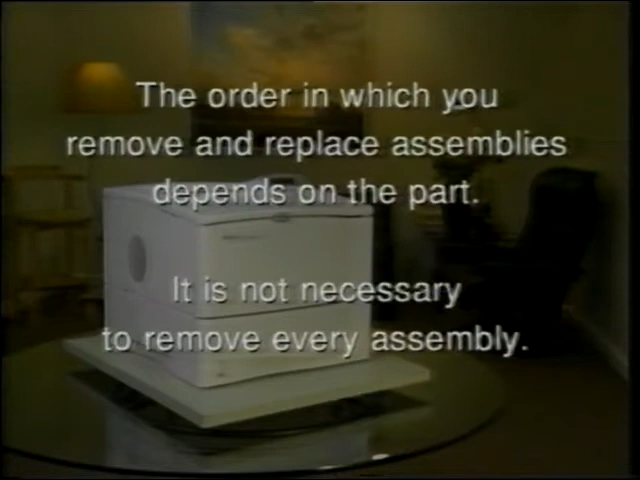 The order in which you
remove and replace assemblies
depends on the part.
It is not necessary
to remove every assembly.